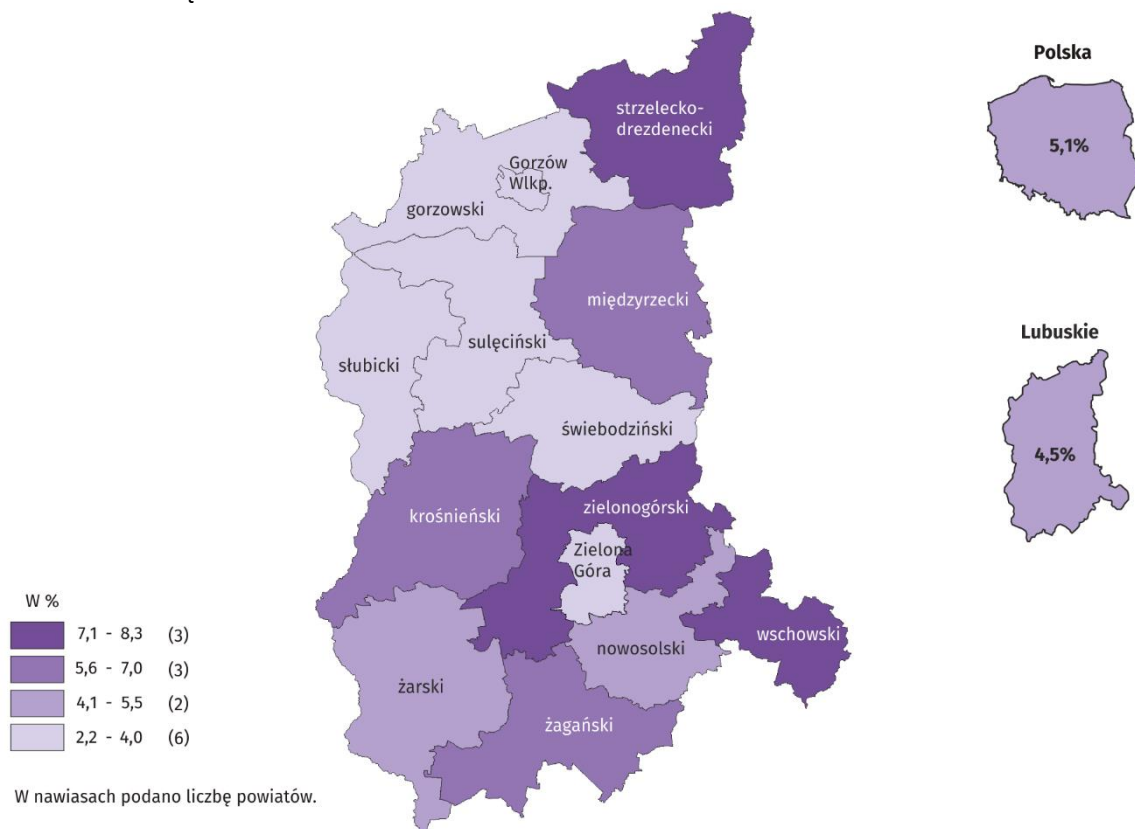 strzelecko-
drezdenecki
Gorzów
Wlkp.
gorzowski
międzyrzecki
sulęciński
słubicki
świebodziński
krośnieński
zielonogórski
Zielona
Góra
wschowski
nowosolski
żarski
żagański
Polska
5,1%
Lubuskie
4,5%
W %
7,1 - 8,3 (3)
5,6 - 7,0 (3)
4,1 - 5,5 (2)
2,2 - 4,0 (6)
W nawiasach podano liczbę powiatów.